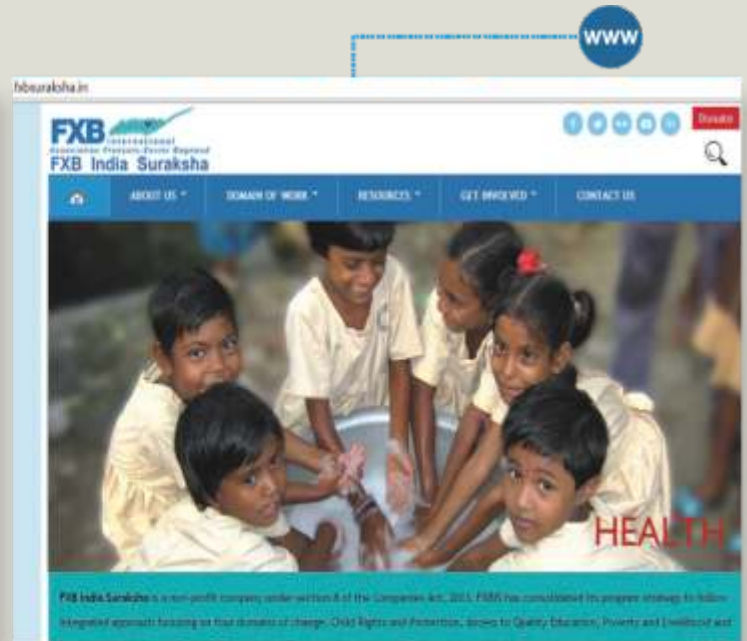 www
fxbsuraksha.in
FXB International
Association François-Xavier Bagnoud
FXB India Suraksha
Donate
ABOUT US
DOMAIN OF WORK
RESOURCES
GET INVOLVED
CONTACT US
HEALTH
FXB India Suraksha is a non-profit company under section 8 of the Companies Act, 2013. FXBIS has consolidated its program strategy to follow
integrated approach focusing on four domains of change, Child Rights and Protection, Access to Quality Education, Poverty and Livelihood and